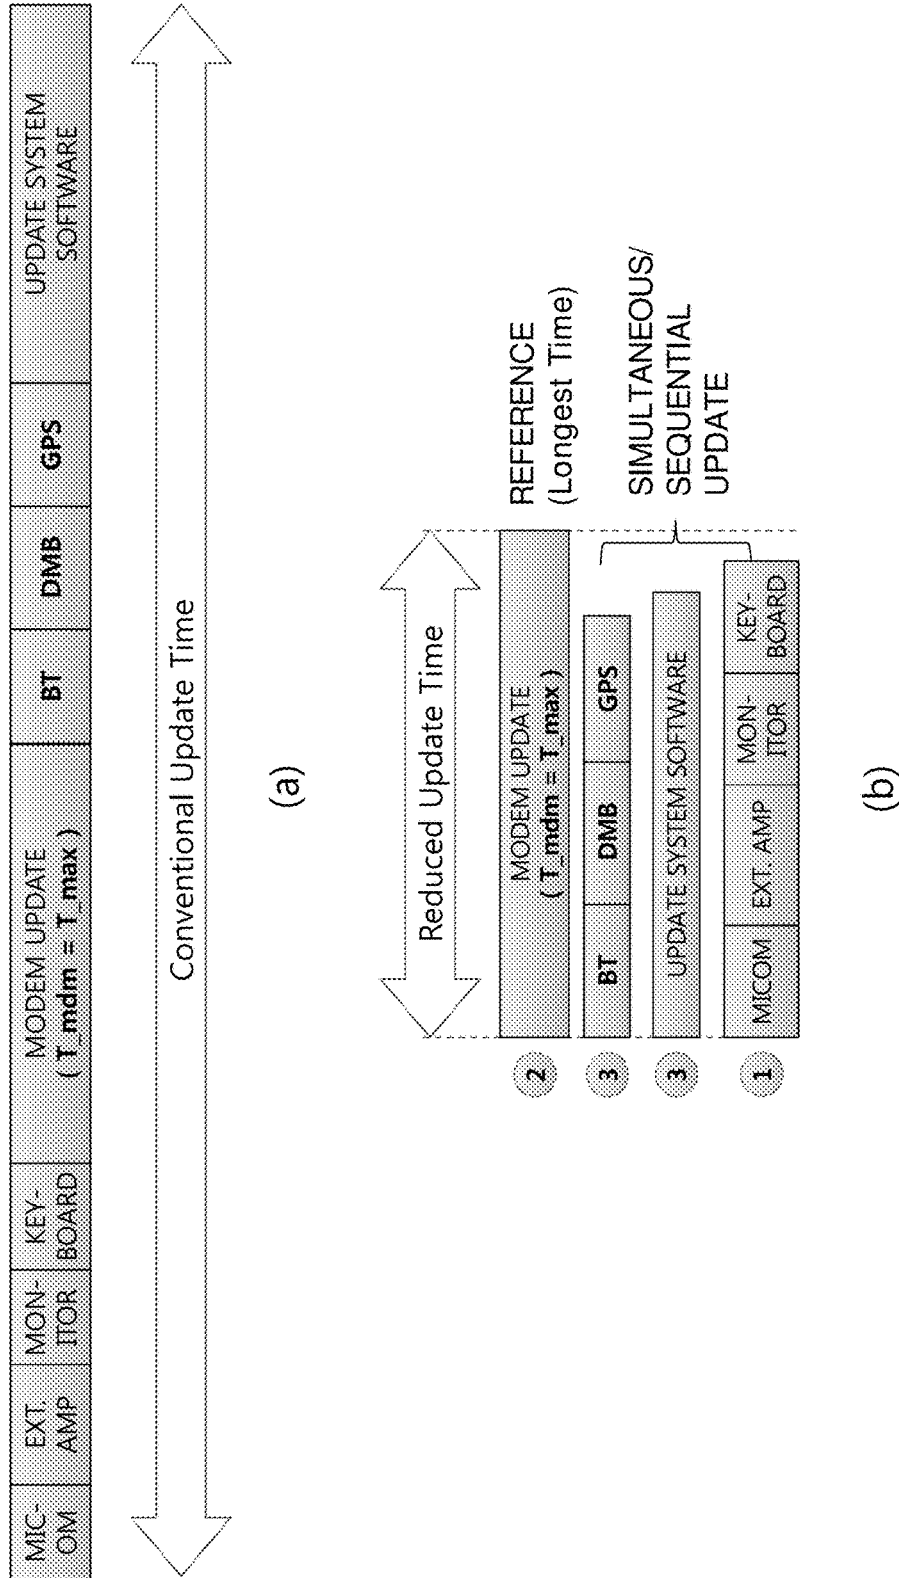 MIC-
OM
EXT.
AMP
MON-
ITOR
KEY-
BOARD
MODEM UPDATE
( T_mdm = T_max )
BT
DMB
GPS
UPDATE SYSTEM
SOFTWARE
Conventional Update Time
(a)
Reduced Update Time
2
MODEM UPDATE
( T_mdm = T_max )
REFERENCE
(Longest Time)
3
BT
DMB
GPS
3
UPDATE SYSTEM SOFTWARE
1
MICOM
EXT. AMP
MON
ITOR
KEY-
BOARD
SIMULTANEOUS/
SEQUENTIAL
UPDATE
(b)